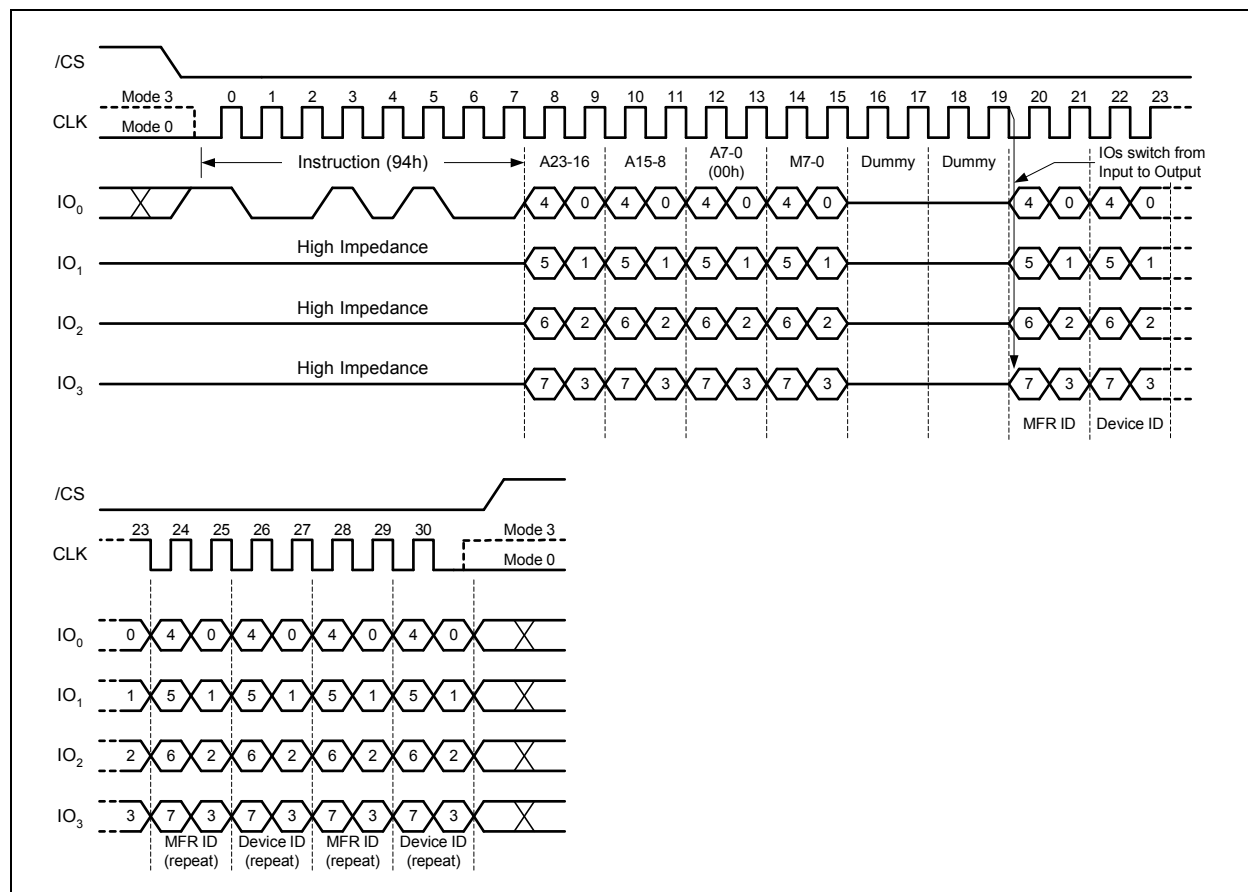 /CS
Mode 3 0 1 2 3 4 5 6 7 8 9 10 11 12 13 14 15 16 17 18 19 20 21 22 23
CLK
Mode 0
Instruction (94h) A23-16 A15-8 A7-0 (00h) M7-0 Dummy Dummy
IOs switch from
Input to Output
IO0 4 0 4 0 4 0 4 0 4 0 4 0
High Impedance
IO1 5 1 5 1 5 1 5 1 5 1 5 1
High Impedance
IO2 6 2 6 2 6 2 6 2 6 2 6 2
High Impedance
IO3 7 3 7 3 7 3 7 3 7 3 7 3
MFR ID Device ID
/CS
23 24 25 26 27 28 29 30 Mode 3
CLK
Mode 0
IO0 0 4 0 4 0 4 0 4 0
IO1 1 5 1 5 1 5 1 5 1
IO2 2 6 2 6 2 6 2 6 2
IO3 3 7 3 7 3 7 3 7 3
MFR ID Device ID MFR ID Device ID
(repeat) (repeat) (repeat) (repeat)